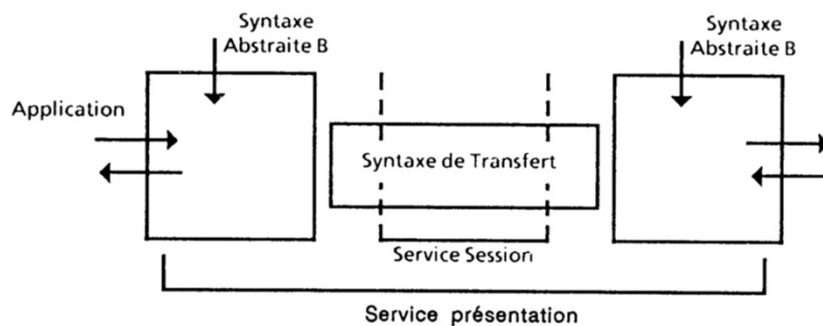 Syntaxe
Abstraite B
Syntaxe
Abstraite B
Application
Syntaxe de Transfert
Service Session
Service présentation